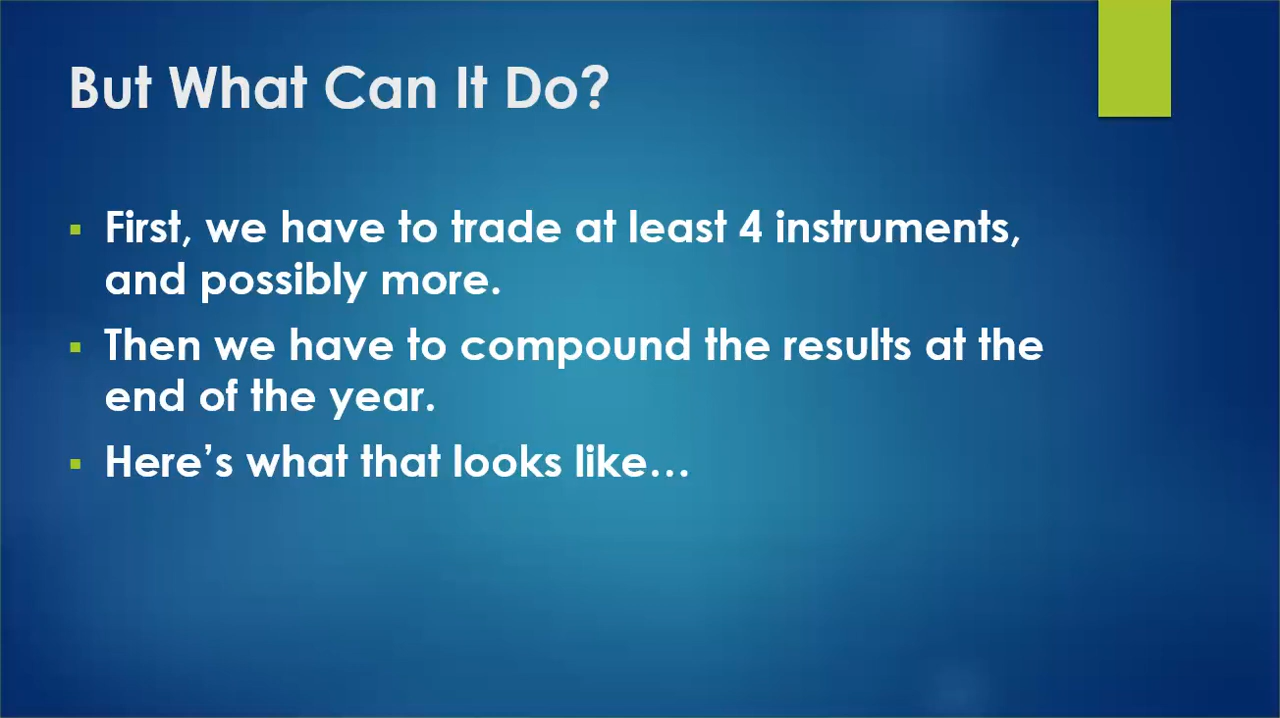 But What Can It Do?
First, we have to trade at least 4 instruments,
and possibly more.
Then we have to compound the results at the
end of the year.
Here’s what that looks like…